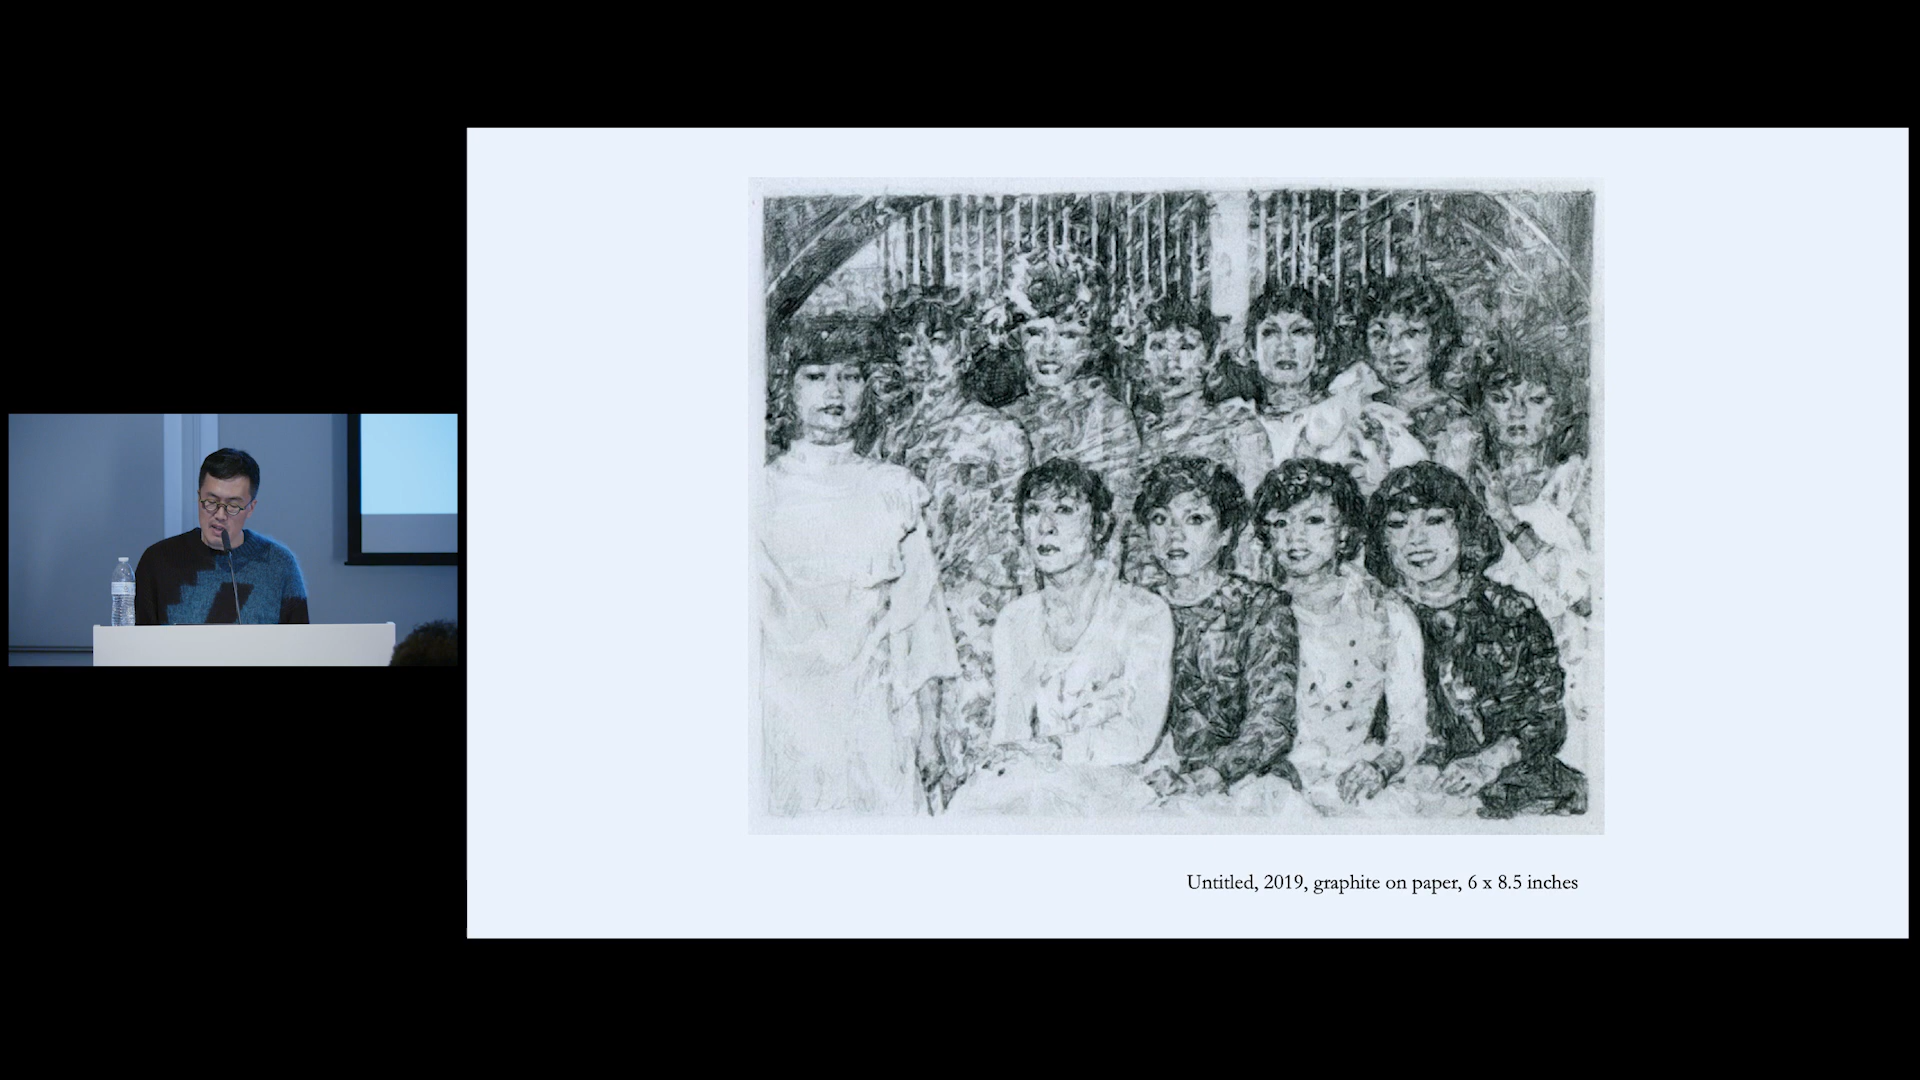 Untitled, 2019, graphite on paper, 6 x 8.5 inches